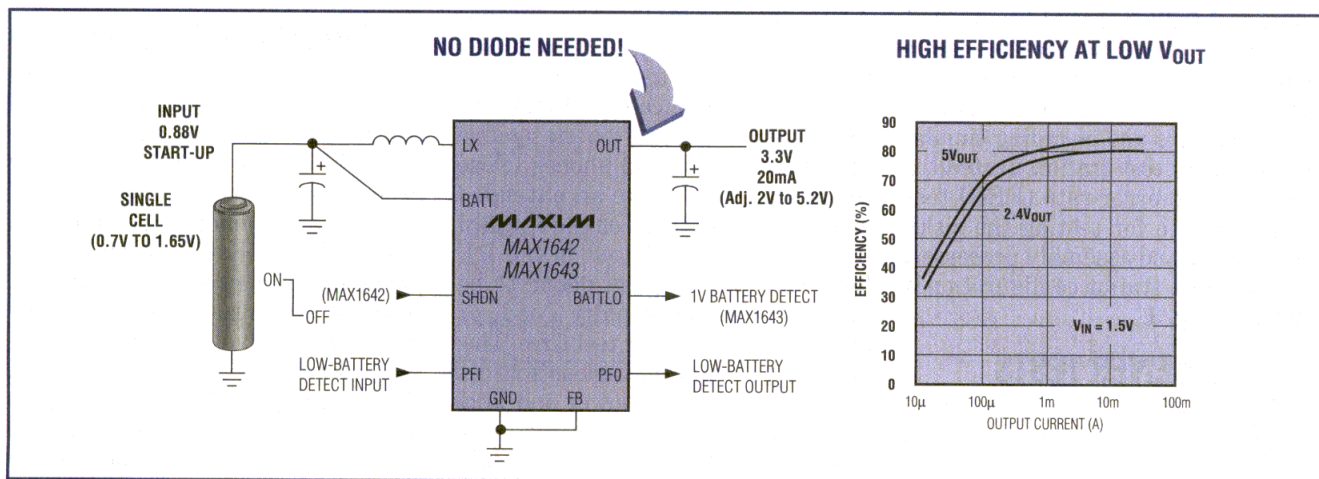 NO DIODE NEEDED!
INPUT
0.88V
START-UP
SINGLE
CELL
(0.7V TO 1.65V)
ON
OFF
LX
OUT
BATT
MAXIM
MAX1642
MAX1643
(MAX1642)
SHDN
BATTLO
1V BATTERY DETECT
(MAX1643)
LOW-BATTERY
DETECT INPUT
PFI
PFO
LOW-BATTERY
DETECT OUTPUT
GND
FB
+
+
OUTPUT
3.3V
20mA
(Adj. 2V to 5.2V)
HIGH EFFICIENCY AT LOW VOUT
EFFICIENCY (%)
90
80
70
60
50
40
30
20
10
0
5VOUT
2.4VOUT
VIN = 1.5V
10µ
100µ
1m
10m
100m
OUTPUT CURRENT (A)